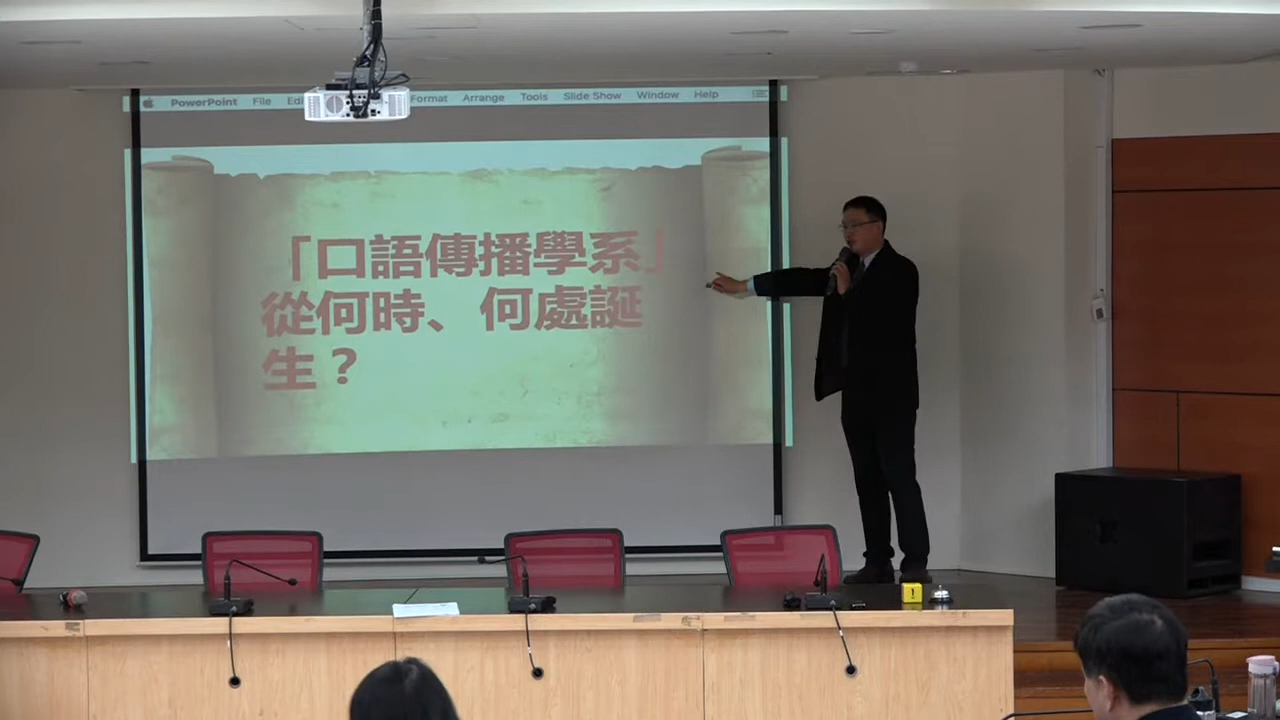 PowerPoint File Edi Format Arrange Tools Slide Show Window Help
「口語傳播學系」
從何時、何處誕
生？